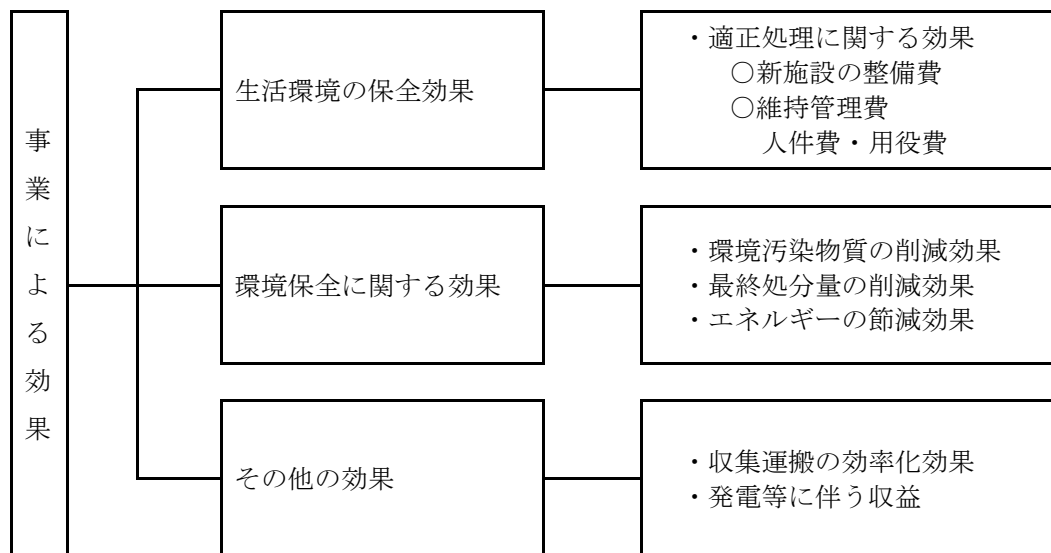 事業による効果
生活環境の保全効果
・適正処理に関する効果
○新施設の整備費
○維持管理費
人件費・用役費
環境保全に関する効果
・環境汚染物質の削減効果
・最終処分量の削減効果
・エネルギーの節減効果
その他の効果
・収集運搬の効率化効果
・発電等に伴う収益